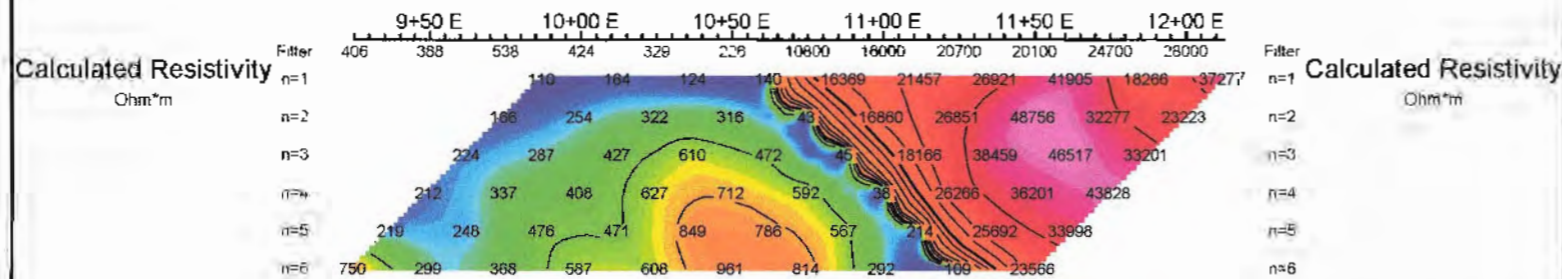 9+50 E 10+00 E 10+50 E 11+00 E 11+50 E 12+00 E
Filter 406 388 538 424 329 226 10800 16000 20700 20100 24700 28000 Filter
Calculated Resistivity n=1 110 164 124 140 16369 21457 26921 41905 18266 37277 n=1 Calculated Resistivity
Ohm*m Ohm*m
n=2 166 254 322 316 43 16860 26851 48756 32277 23223 n=2
n=3 224 287 427 610 472 45 18166 38459 46517 33201 n=3
n=4 212 337 408 627 712 592 38 26266 36201 43828 n=4
n=5 219 248 476 471 849 786 567 214 25692 33998 n=5
n=6 750 299 368 587 608 961 814 292 109 23566 n=6